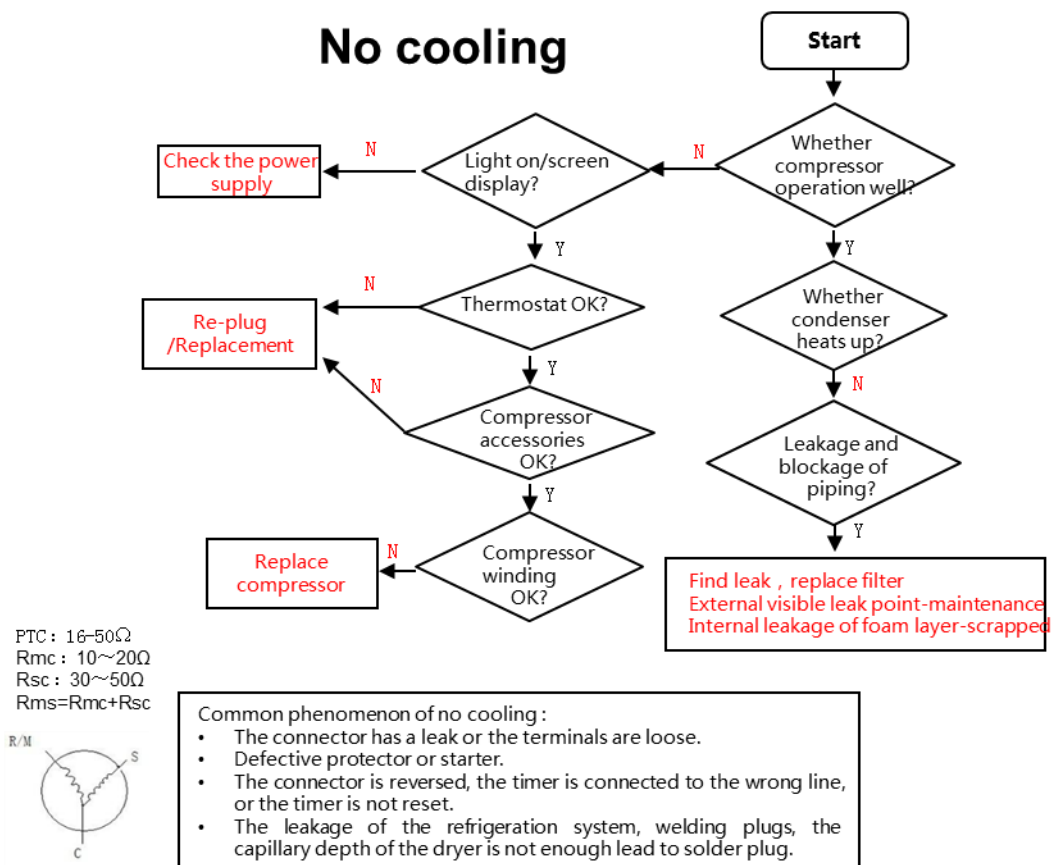 No cooling
Start
Whether
compressor
operation well?
N
Light on/screen
display?
N
Check the power
supply
Y
Y
Whether
condenser
heats up?
Thermostat OK?
N
Re-plug
/Replacement
Y
N
N
Compressor
accessories
OK?
Leakage and
blockage of
piping?
Y
Y
Compressor
winding
OK?
N
Replace
compressor
Find leak , replace filter
External visible leak point-maintenance
Internal leakage of foam layer-scrapped
PTC : 16-50Ω
Rmc : 10～20Ω
Rsc : 30～50Ω
Rms=Rmc+Rsc
R/M
S
C
Common phenomenon of no cooling :
• The connector has a leak or the terminals are loose.
• Defective protector or starter.
• The connector is reversed, the timer is connected to the wrong line,
or the timer is not reset.
• The leakage of the refrigeration system, welding plugs, the
capillary depth of the dryer is not enough lead to solder plug.